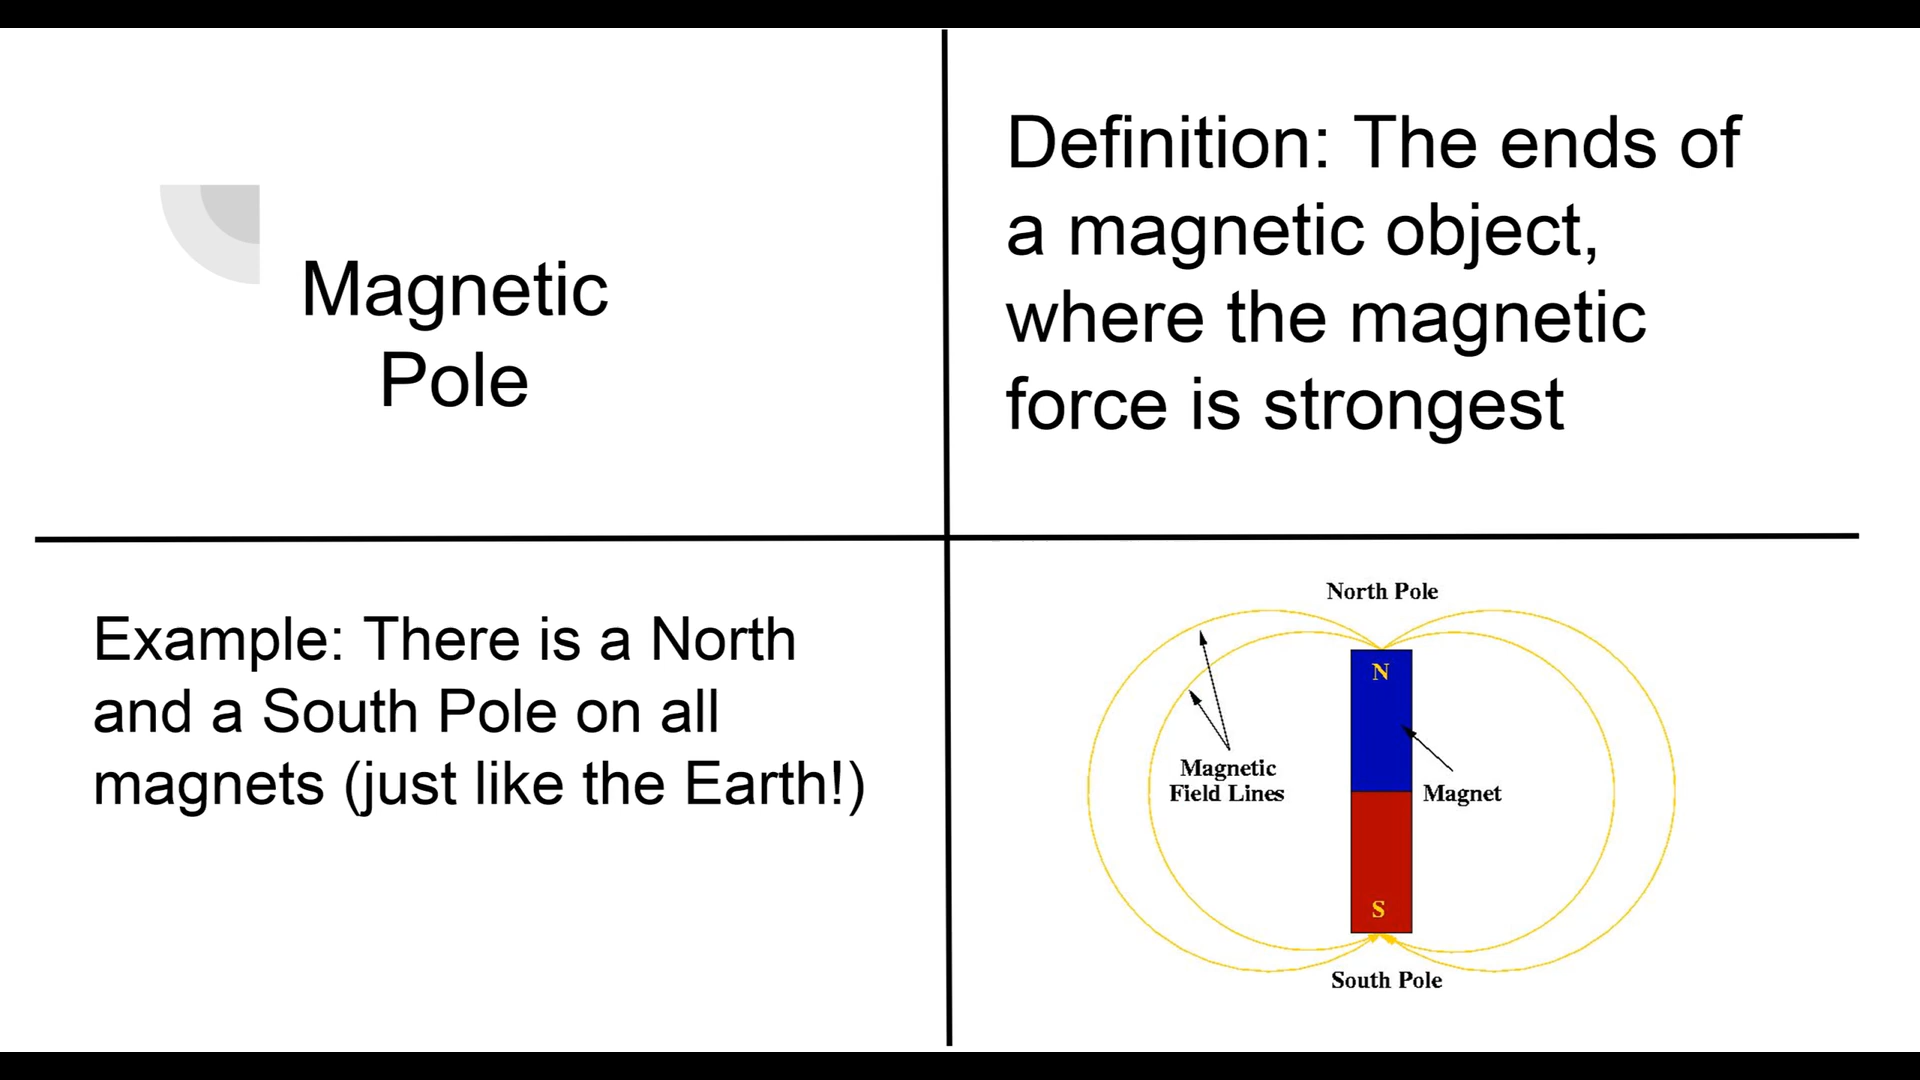 Magnetic
Pole
Definition: The ends of
a magnetic object,
where the magnetic
force is strongest
Example: There is a North
and a South Pole on all
magnets (just like the Earth!)
North Pole
N
Magnetic
Field Lines
Magnet
S
South Pole